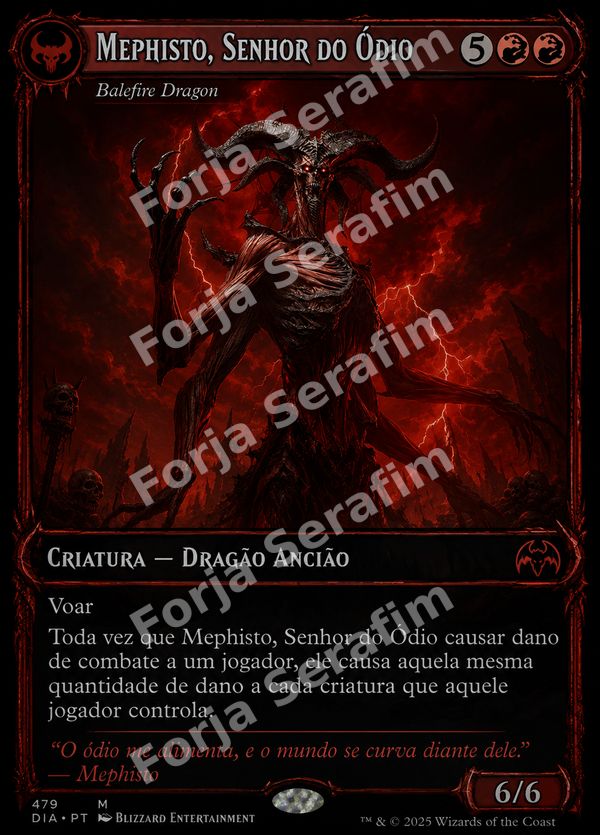 Mephisto, Senhor do Ódio 5
Balefire Dragon
Forja Serafim
Forja Serafim
Forja Serafim
Forja Serafim
Forja Serafim
Criatura — Dragão Ancião
Voar
Toda vez que Mephisto, Senhor do Ódio causar dano
de combate a um jogador, ele causa aquela mesma
quantidade de dano a cada criatura que aquele
jogador controla.
“O ódio me alimenta, e o mundo se curva diante dele.”
— Mephisto
6/6
479 M
DIA • PT Blizzard Entertainment
™ & © 2025 Wizards of the Coast